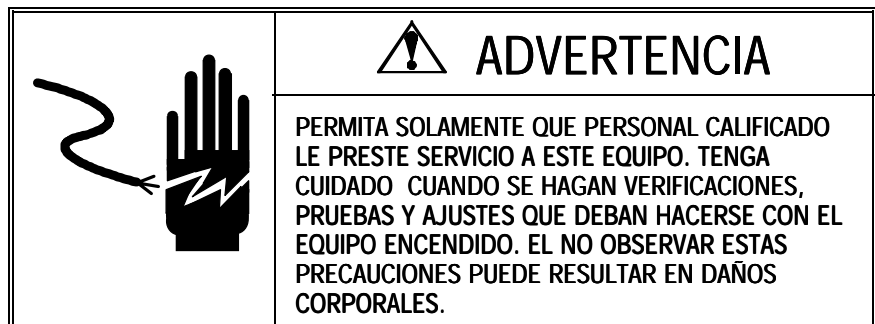 ADVERTENCIA
PERMITA SOLAMENTE QUE PERSONAL CALIFICADO
LE PRESTE SERVICIO A ESTE EQUIPO. TENGA
CUIDADO CUANDO SE HAGAN VERIFICACIONES,
PRUEBAS Y AJUSTES QUE DEBAN HACERSE CON EL
EQUIPO ENCENDIDO. EL NO OBSERVAR ESTAS
PRECAUCIONES PUEDE RESULTAR EN DAÑOS
CORPORALES.